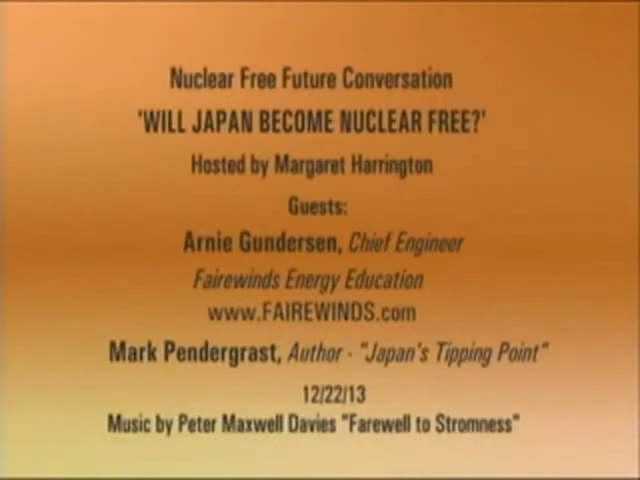 Nuclear Free Future Conversation
'WILL JAPAN BECOME NUCLEAR FREE?'
Hosted by Margaret Harrington
Guests:
Arnie Gundersen, Chief Engineer
Fairewinds Energy Education
www.FAIREWINDS.com
Mark Pendergrast, Author - "Japan's Tipping Point"
12/22/13
Music by Peter Maxwell Davies "Farewell to Stromness"